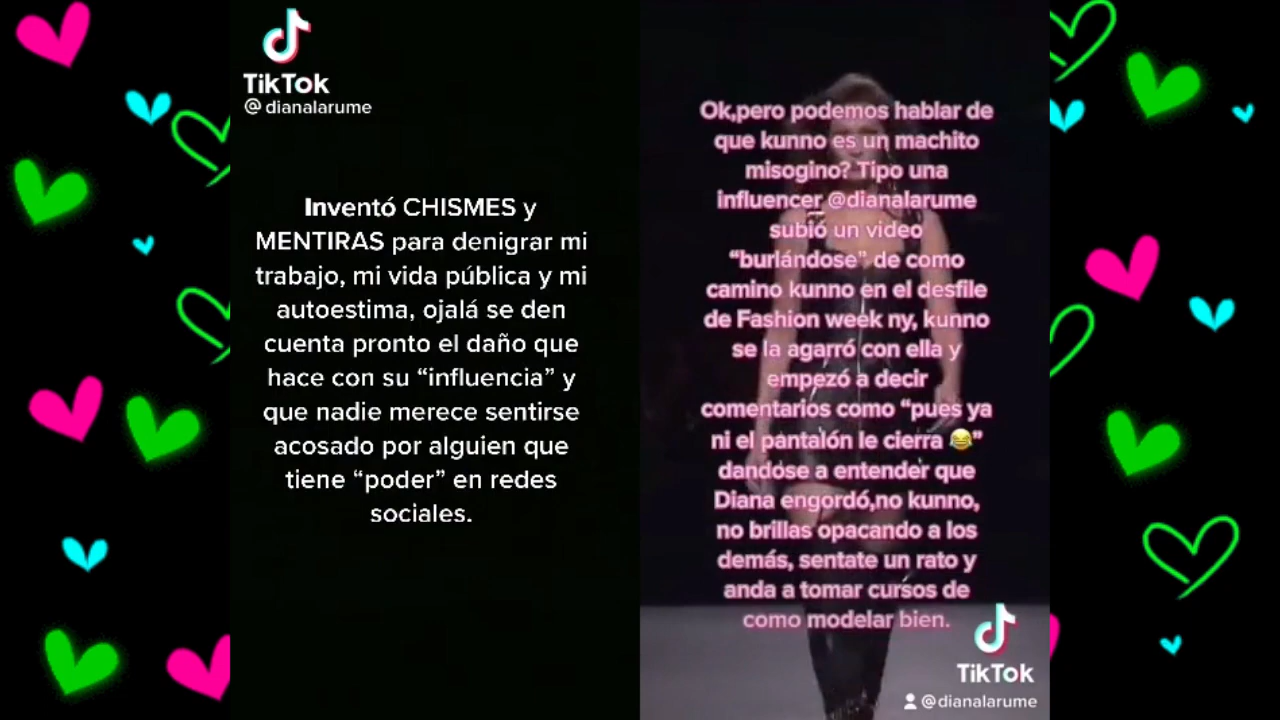 TikTok
@dianalarume
Inventó CHISMES y
MENTIRAS para denigrar mi
trabajo, mi vida pública y mi
autoestima, ojalá se den
cuenta pronto el daño que
hace con su “influencia” y
que nadie merece sentirse
acosado por alguien que
tiene “poder” en redes
sociales.
Ok,pero podemos hablar de
que kunno es un machito
misogino? Tipo una
influencer @dianalarume
subió un video
“burlándose” de como
camino kunno en el desfile
de Fashion week ny, kunno
se la agarró con ella y
empezó a decir
comentarios como “pues ya
ni el pantalón le cierra 😂”
dandose a entender que
Diana engordó,no kunno,
no brillas opacando a los
demás, sentate un rato y
anda a tomar cursos de
como modelar bien.
TikTok
@dianalarume